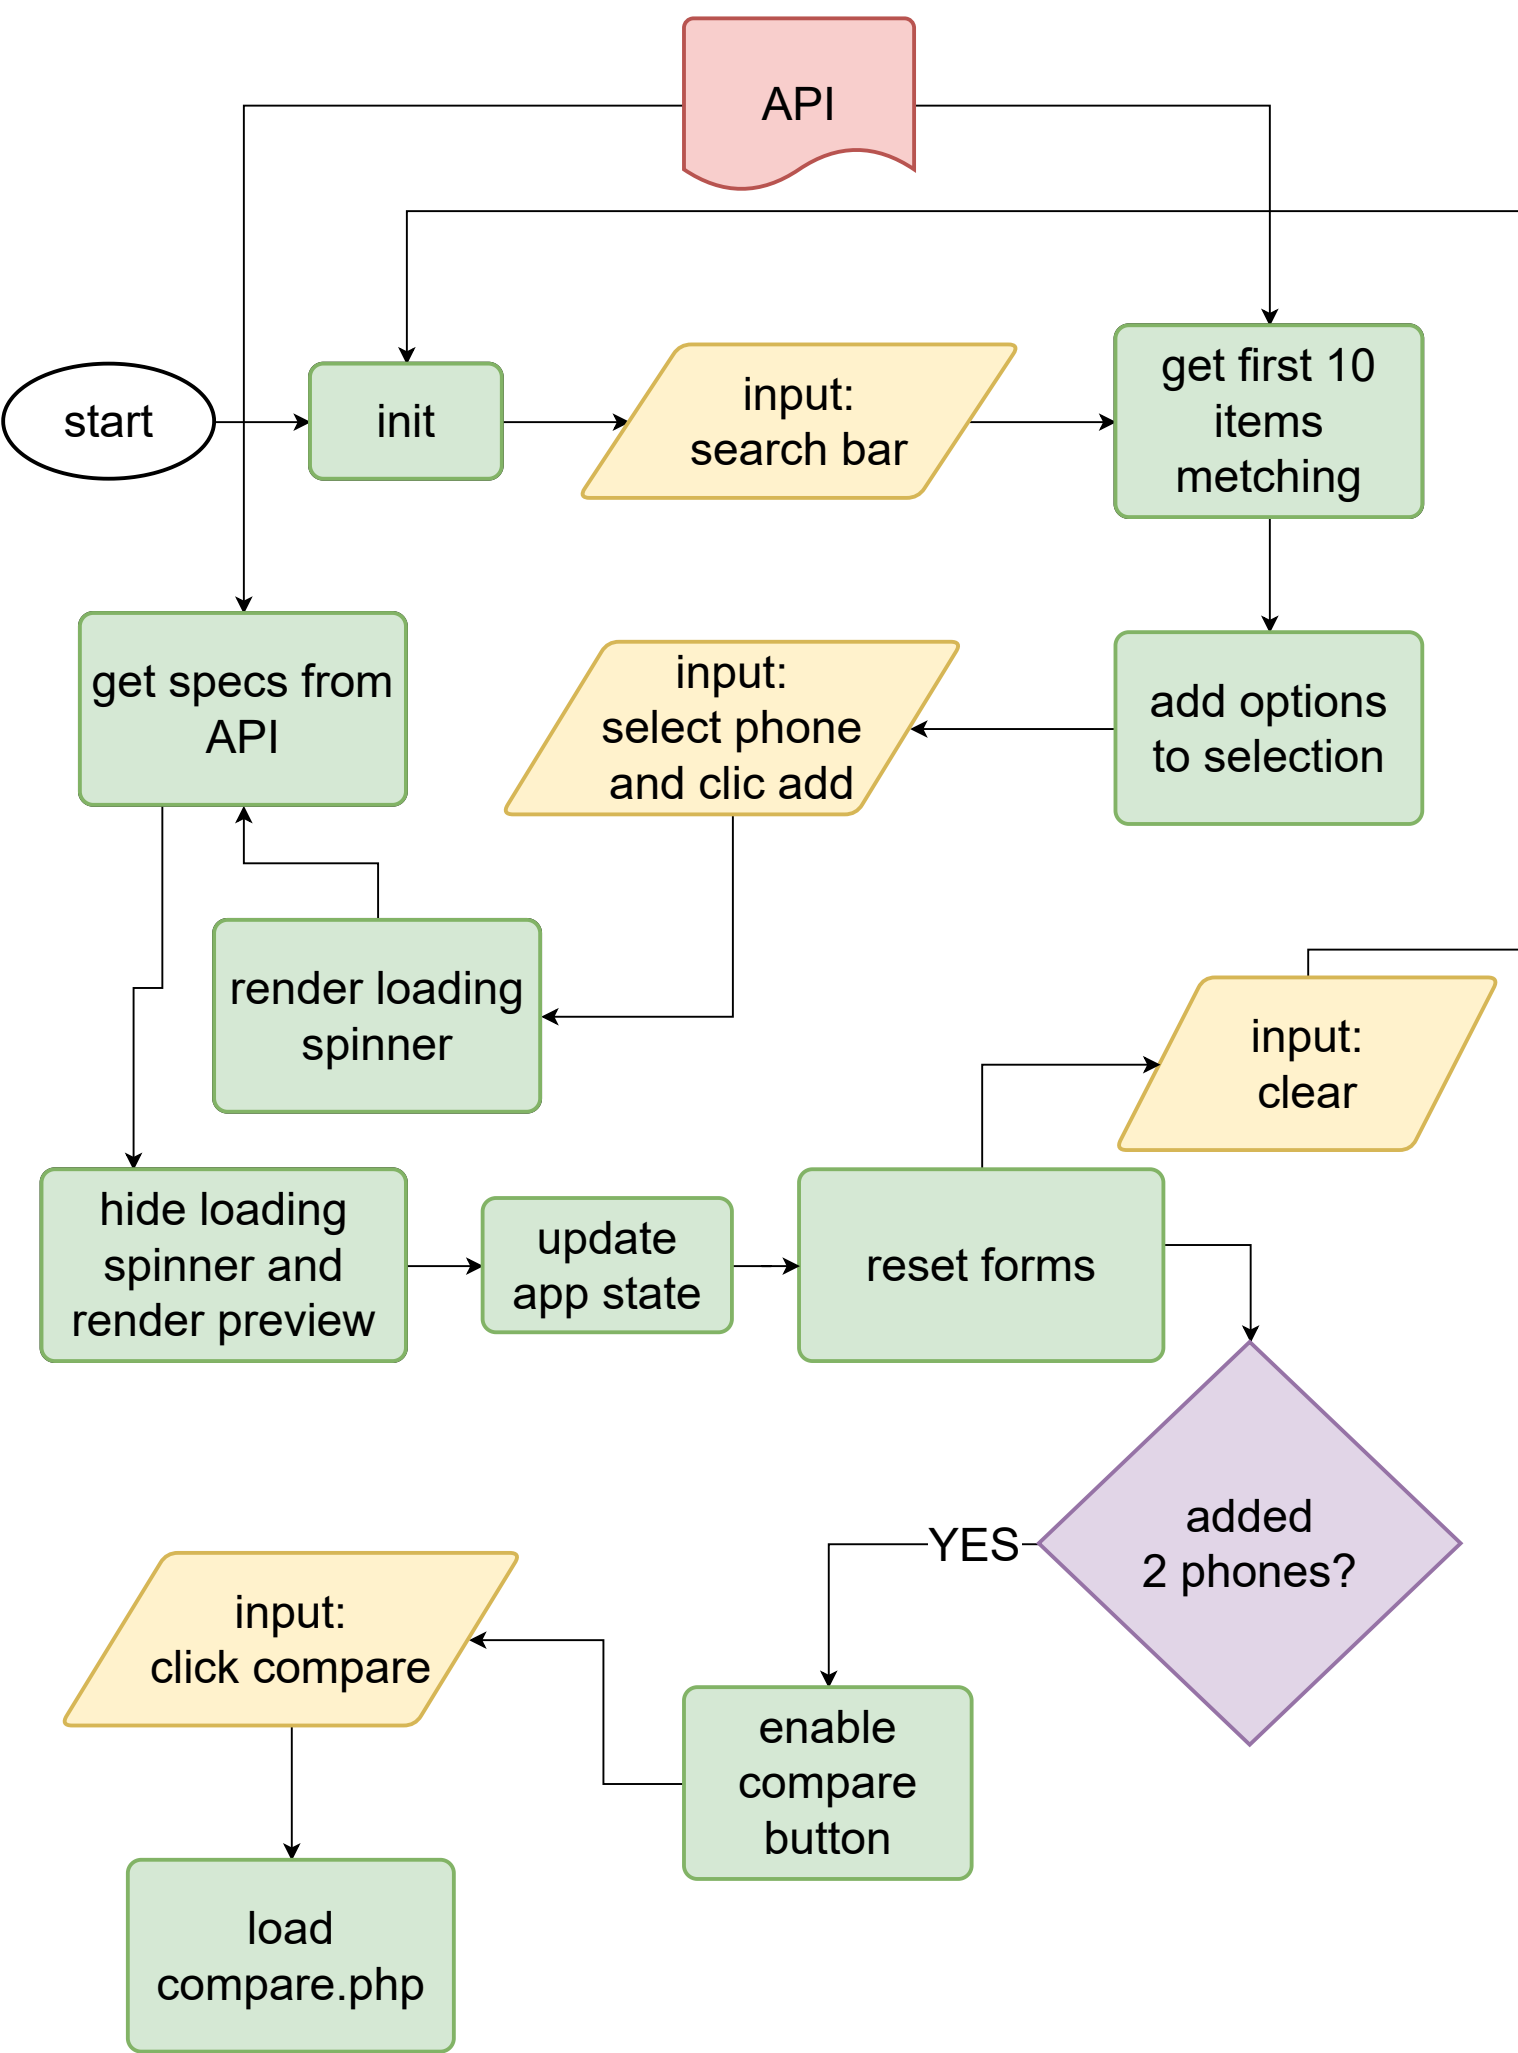 API
start
init
input:
search bar
get first 10
items
metching
get specs from
API
input:
select phone
and clic add
add options
to selection
render loading
spinner
input:
clear
hide loading
spinner and
render preview
update
app state
reset forms
added
2 phones?
YES
input:
click compare
enable
compare
button
load
compare.php